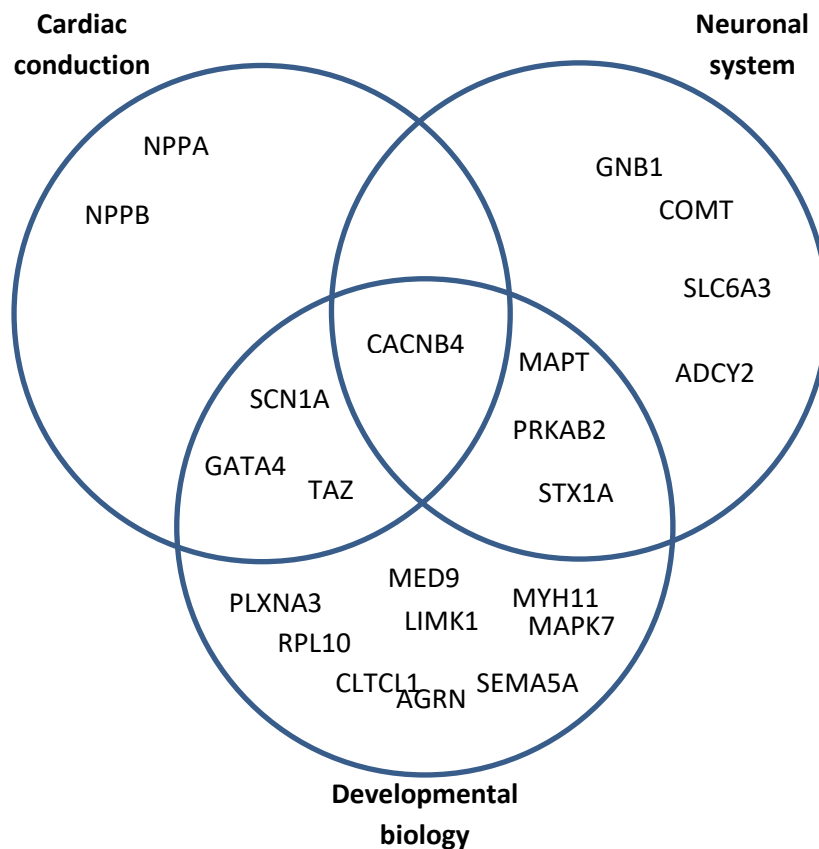 Cardiac
conduction
Neuronal
system
NPPA
NPPB
GNB1
COMT
SLC6A3
ADCY2
CACNB4
MAPT
SCN1A
PRKAB2
GATA4
TAZ
STX1A
MED9
PLXNA3
LIMK1
MYH11
MAPK7
RPL10
CLTCL1
AGRN
SEMA5A
Developmental
biology